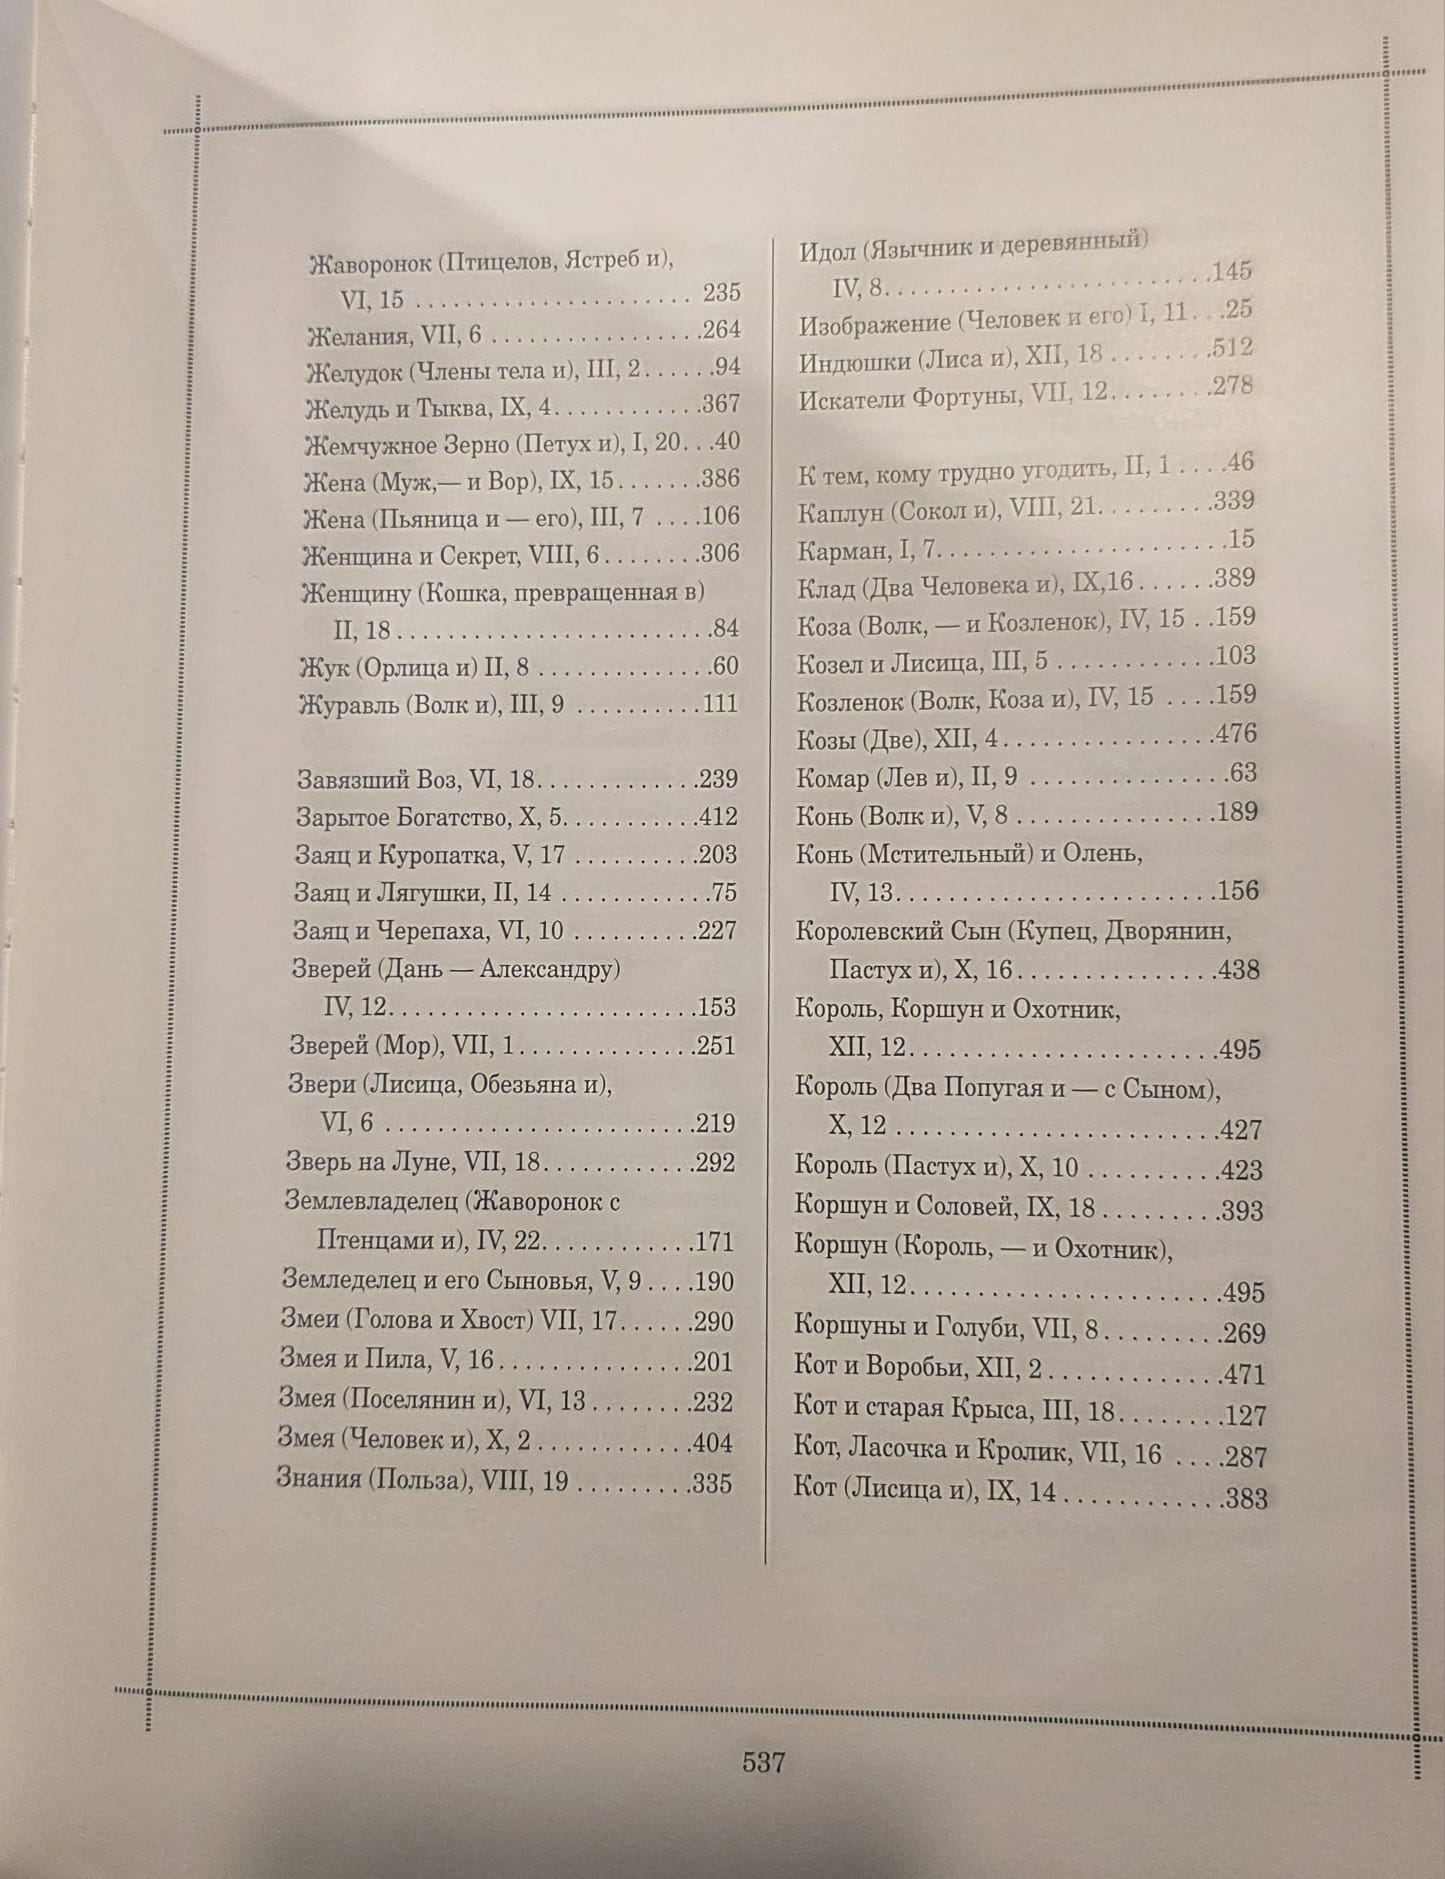 Жаворонок (Птицелов, Ястреб и),
VI, 15 . . . . . . . . . . . . . . . . . . . . . . 235
Желания, VII, 6 . . . . . . . . . . . . . . . . .264
Желудок (Члены тела и), III, 2. . . . . .94
Желудь и Тыква, IX, 4. . . . . . . . . . . .367
Жемчужное Зерно (Петух и), I, 20. . .40
Жена (Муж,— и Вор), IX, 15. . . . . . .386
Жена (Пьяница и — его), III, 7 . . . .106
Женщина и Секрет, VIII, 6. . . . . . . .306
Женщину (Кошка, превращенная в)
II, 18. . . . . . . . . . . . . . . . . . . . . . . . .84
Жук (Орлица и) II, 8 . . . . . . . . . . . . . .60
Журавль (Волк и), III, 9 . . . . . . . . . .111
Завязший Воз, VI, 18. . . . . . . . . . . . .239
Зарытое Богатство, X, 5. . . . . . . . . . .412
Заяц и Куропатка, V, 17 . . . . . . . . . .203
Заяц и Лягушки, II, 14 . . . . . . . . . . . .75
Заяц и Черепаха, VI, 10 . . . . . . . . . .227
Зверей (Дань — Александру)
IV, 12. . . . . . . . . . . . . . . . . . . . . . . .153
Зверей (Мор), VII, 1. . . . . . . . . . . . . .251
Звери (Лисица, Обезьяна и),
VI, 6 . . . . . . . . . . . . . . . . . . . . . . . .219
Зверь на Луне, VII, 18. . . . . . . . . . . .292
Землевладелец (Жаворонок с
Птенцами и), IV, 22. . . . . . . . . . . .171
Земледелец и его Сыновья, V, 9 . . . .190
Змеи (Голова и Хвост) VII, 17. . . . . .290
Змея и Пила, V, 16. . . . . . . . . . . . . . .201
Змея (Поселянин и), VI, 13 . . . . . . . .232
Змея (Человек и), X, 2 . . . . . . . . . . . .404
Знания (Польза), VIII, 19 . . . . . . . . .335
Идол (Язычник и деревянный)
IV, 8. . . . . . . . . . . . . . . . . . . . . . . . .145
Изображение (Человек и его) I, 11. . .25
Индюшки (Лиса и), XII, 18 . . . . . . . .512
Искатели Фортуны, VII, 12. . . . . . . .278
К тем, кому трудно угодить, II, 1 . . . .46
Каплун (Сокол и), VIII, 21. . . . . . . . .339
Карман, I, 7. . . . . . . . . . . . . . . . . . . . . .15
Клад (Два Человека и), IX,16. . . . . .389
Коза (Волк, — и Козленок), IV, 15 . .159
Козел и Лисица, III, 5 . . . . . . . . . . . .103
Козленок (Волк, Коза и), IV, 15 . . . .159
Козы (Две), XII, 4. . . . . . . . . . . . . . . .476
Комар (Лев и), II, 9 . . . . . . . . . . . . . . .63
Конь (Волк и), V, 8 . . . . . . . . . . . . . . .189
Конь (Мстительный) и Олень,
IV, 13. . . . . . . . . . . . . . . . . . . . . . . .156
Королевский Сын (Купец, Дворянин,
Пастух и), X, 16. . . . . . . . . . . . . . .438
Король, Коршун и Охотник,
XII, 12. . . . . . . . . . . . . . . . . . . . . . .495
Король (Два Попугая и — с Сыном),
X, 12 . . . . . . . . . . . . . . . . . . . . . . . .427
Король (Пастух и), X, 10 . . . . . . . . . .423
Коршун и Соловей, IX, 18 . . . . . . . . .393
Коршун (Король, — и Охотник),
XII, 12. . . . . . . . . . . . . . . . . . . . . . .495
Коршуны и Голуби, VII, 8. . . . . . . . .269
Кот и Воробьи, XII, 2 . . . . . . . . . . . . .471
Кот и старая Крыса, III, 18. . . . . . . .127
Кот, Ласочка и Кролик, VII, 16 . . . .287
Кот (Лисица и), IX, 14 . . . . . . . . . . . .383
537